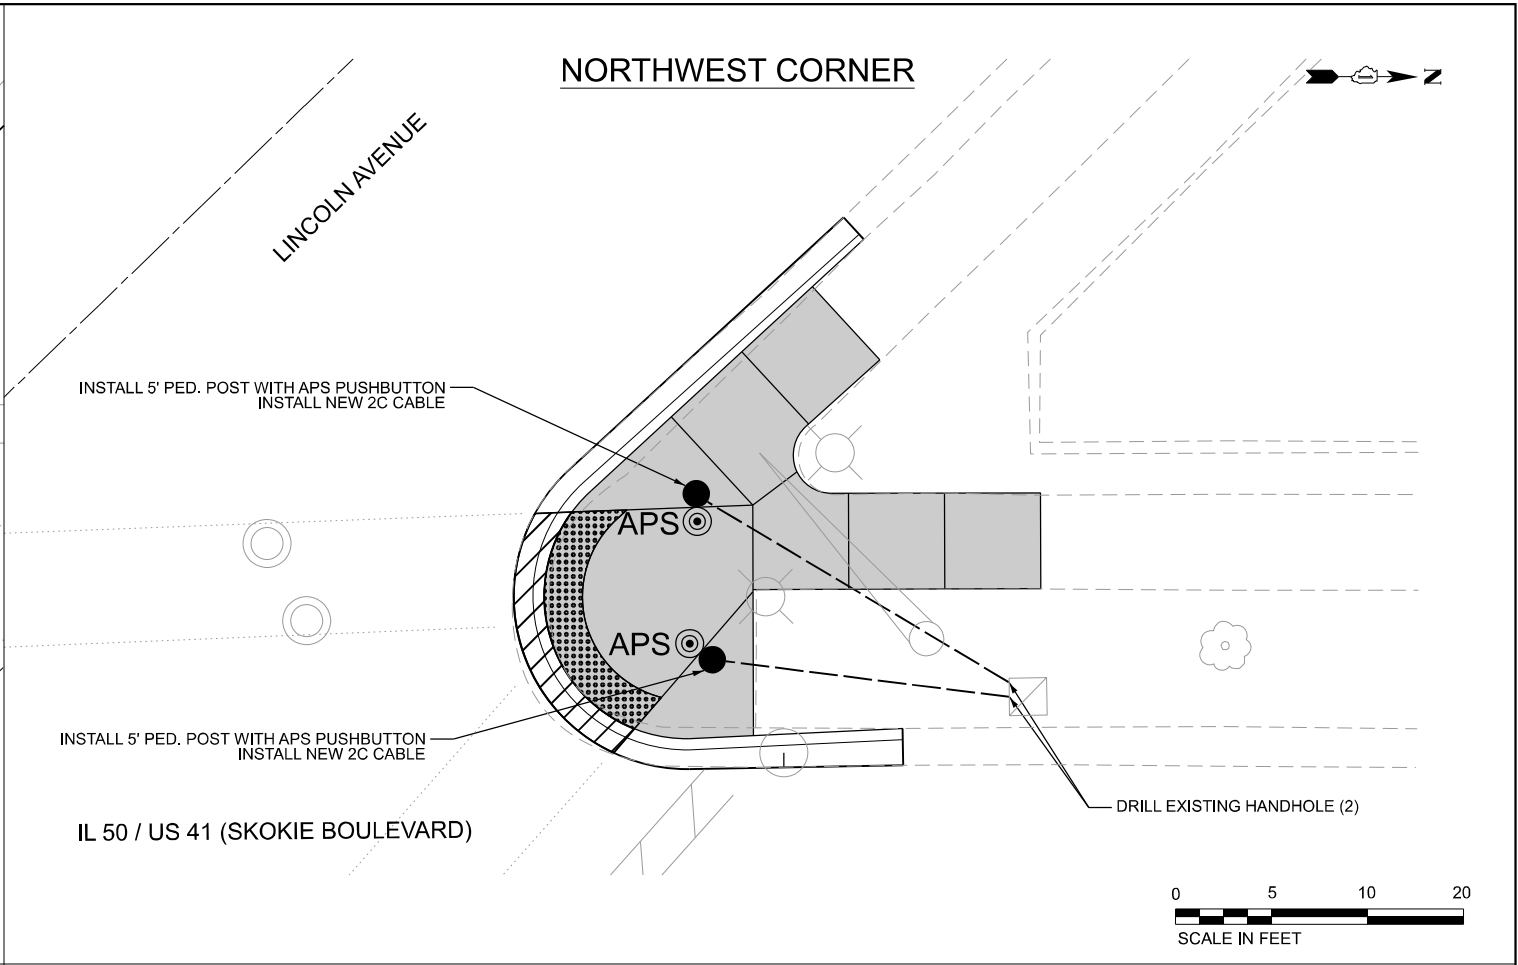 NORTHWEST CORNER
N
LINCOLN AVENUE
INSTALL 5' PED. POST WITH APS PUSHBUTTON
INSTALL NEW 2C CABLE
APS
APS
INSTALL 5' PED. POST WITH APS PUSHBUTTON
INSTALL NEW 2C CABLE
DRILL EXISTING HANDHOLE (2)
IL 50 / US 41 (SKOKIE BOULEVARD)
0 5 10 20
SCALE IN FEET